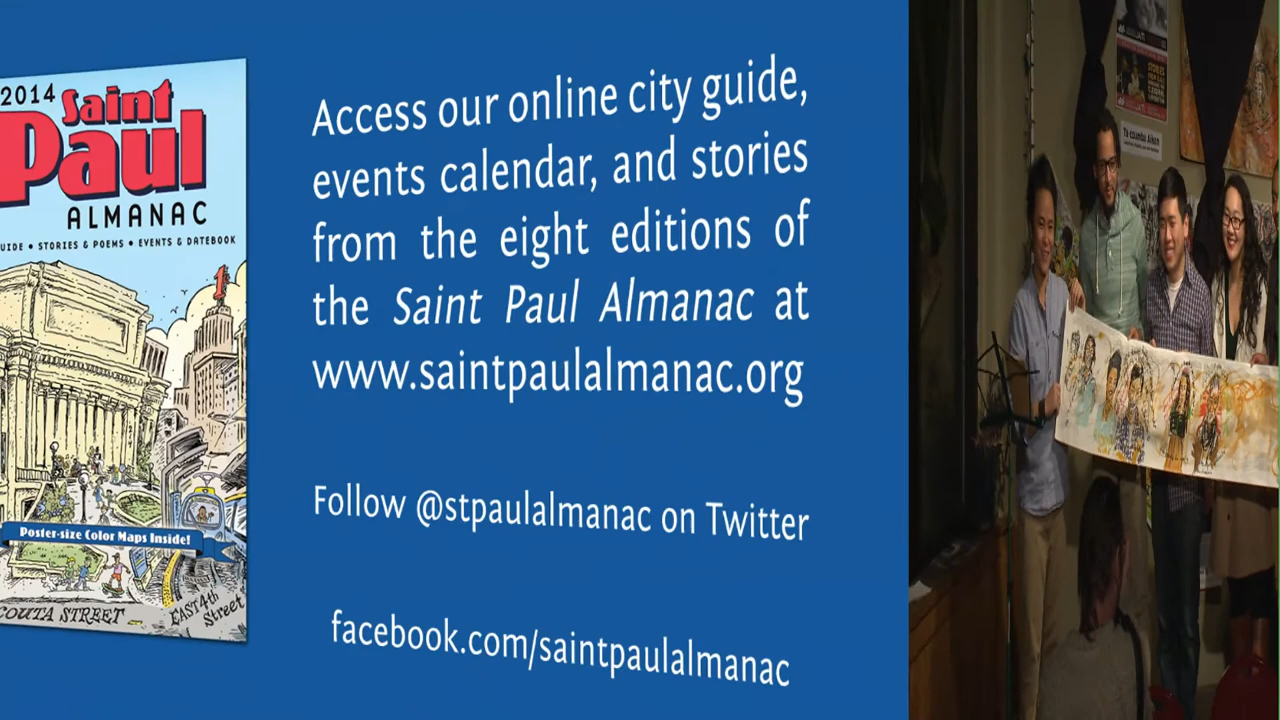 2014 Saint
Paul
ALMANAC
UIDE • STORIES & POEMS • EVENTS & DATEBOOK
1st
Poster-size Color Maps Inside!
COUTA STREET
EAST 4th
Street
Access our online city guide,
events calendar, and stories
from the eight editions of
the Saint Paul Almanac at
www.saintpaulalmanac.org
Follow @stpaulalmanac on Twitter
facebook.com/saintpaulalmanac
STORIES